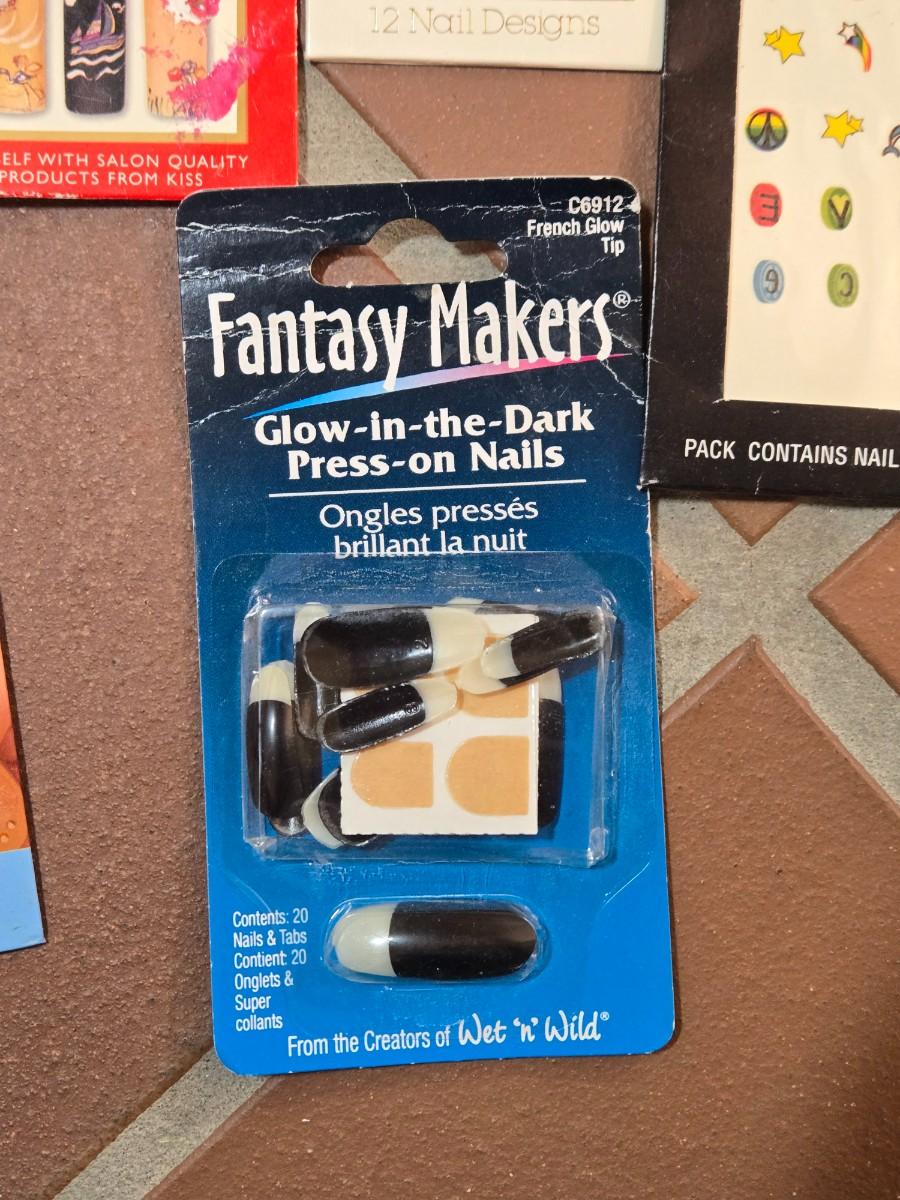 12 Nail Designs
ELF WITH SALON QUALITY
PRODUCTS FROM KISS
C6912
French Glow
Tip
Fantasy Makers®
Glow-in-the-Dark
Press-on Nails
Ongles pressés
brillant la nuit
PACK CONTAINS NAIL
Contents: 20
Nails & Tabs
Contient: 20
Onglets &
Super
collants
From the Creators of Wet 'n' Wild®